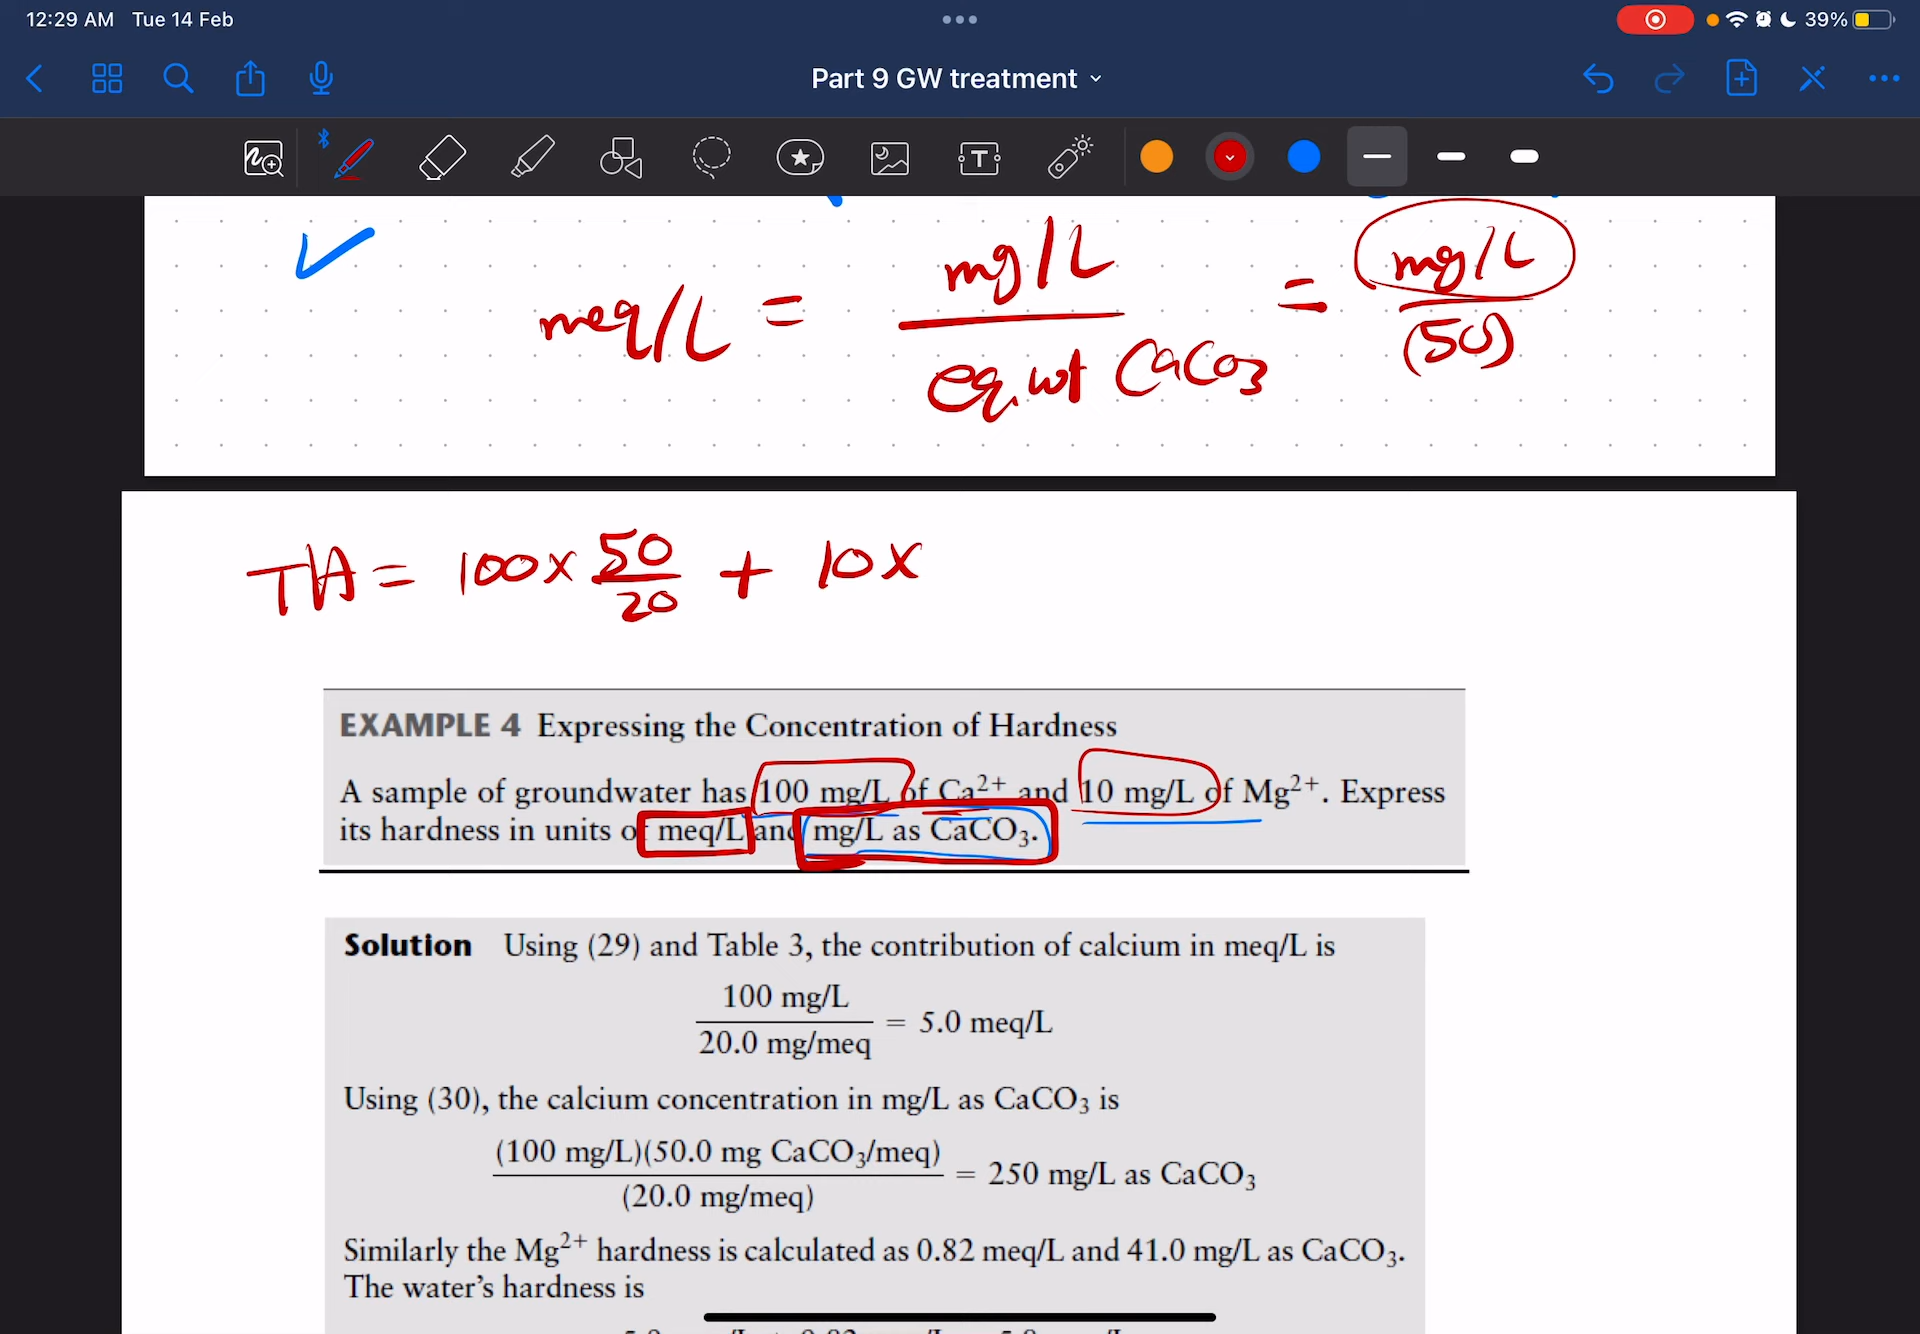 12:29 AM Tue 14 Feb
39%
Part 9 GW treatment
T
meq/L = mg/L / eq. wt CaCO3 = mg/L / (50)
TH = 100 x 50/20 + 10 x
EXAMPLE 4 Expressing the Concentration of Hardness
A sample of groundwater has 100 mg/L of Ca²⁺ and 10 mg/L of Mg²⁺. Express
its hardness in units of meq/L and mg/L as CaCO₃.
Solution Using (29) and Table 3, the contribution of calcium in meq/L is
100 mg/L
20.0 mg/meq
= 5.0 meq/L
Using (30), the calcium concentration in mg/L as CaCO₃ is
(100 mg/L)(50.0 mg CaCO₃/meq)
(20.0 mg/meq)
= 250 mg/L as CaCO₃
Similarly the Mg²⁺ hardness is calculated as 0.82 meq/L and 41.0 mg/L as CaCO₃.
The water’s hardness is